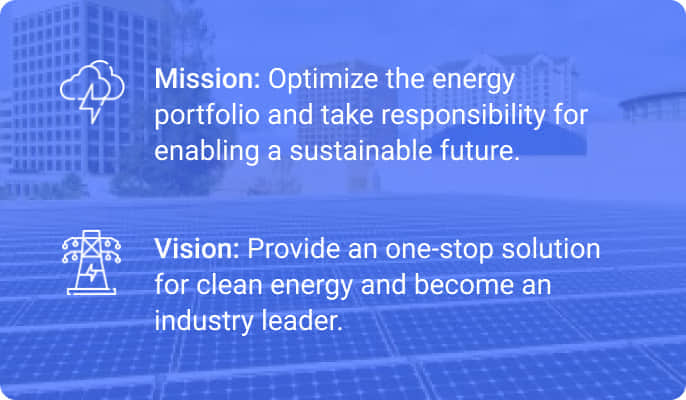 Mission: Optimize the energy
portfolio and take responsibility for
enabling a sustainable future.
Vision: Provide an one-stop solution
for clean energy and become an
industry leader.